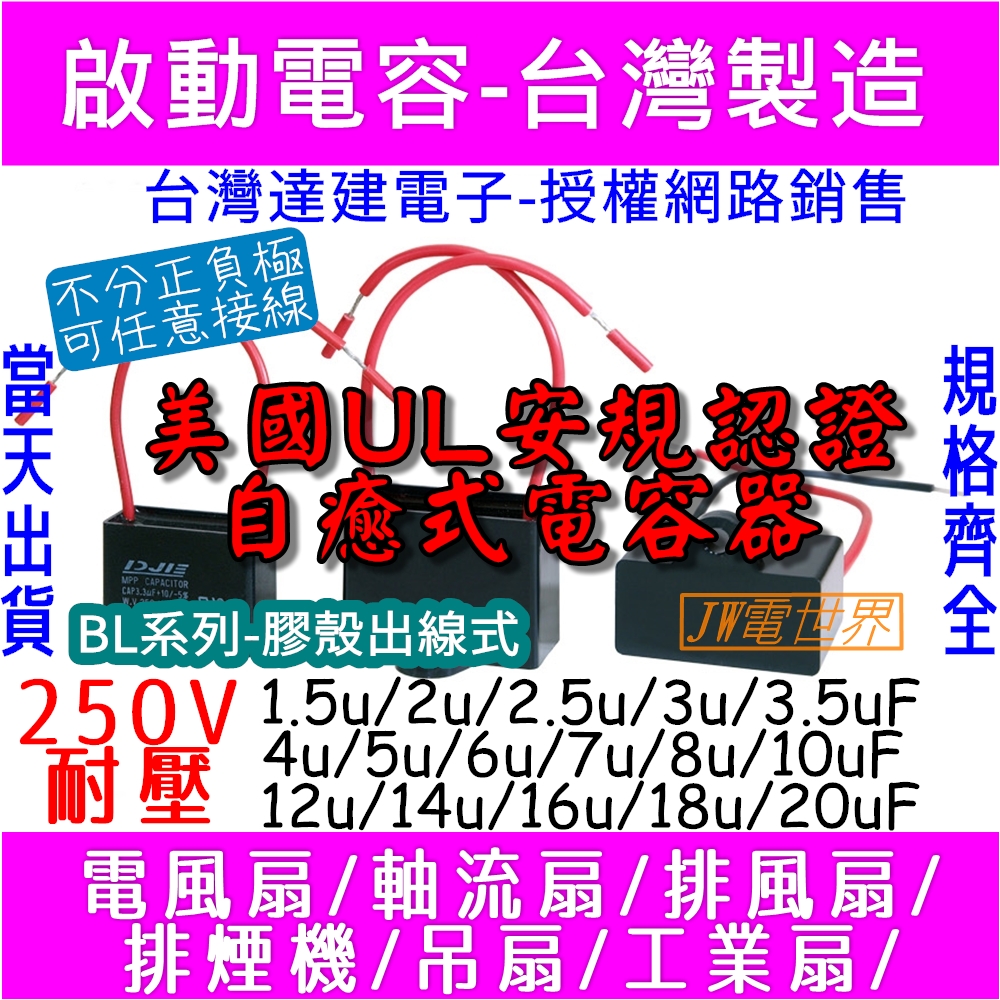 啟動電容-台灣製造
台灣達建電子-授權網路銷售
不分正負極
可任意接線
當天出貨
規格齊全
美國UL安規認證
自癒式電容器
DJIE
MPP CAPACITOR
CAP3.3uF+10/-5%
JW電世界
BL系列-膠殼出線式
250V
耐壓
1.5u/2u/2.5u/3u/3.5uF
4u/5u/6u/7u/8u/10uF
12u/14u/16u/18u/20uF
電風扇/軸流扇/排風扇/
排煙機/吊扇/工業扇/